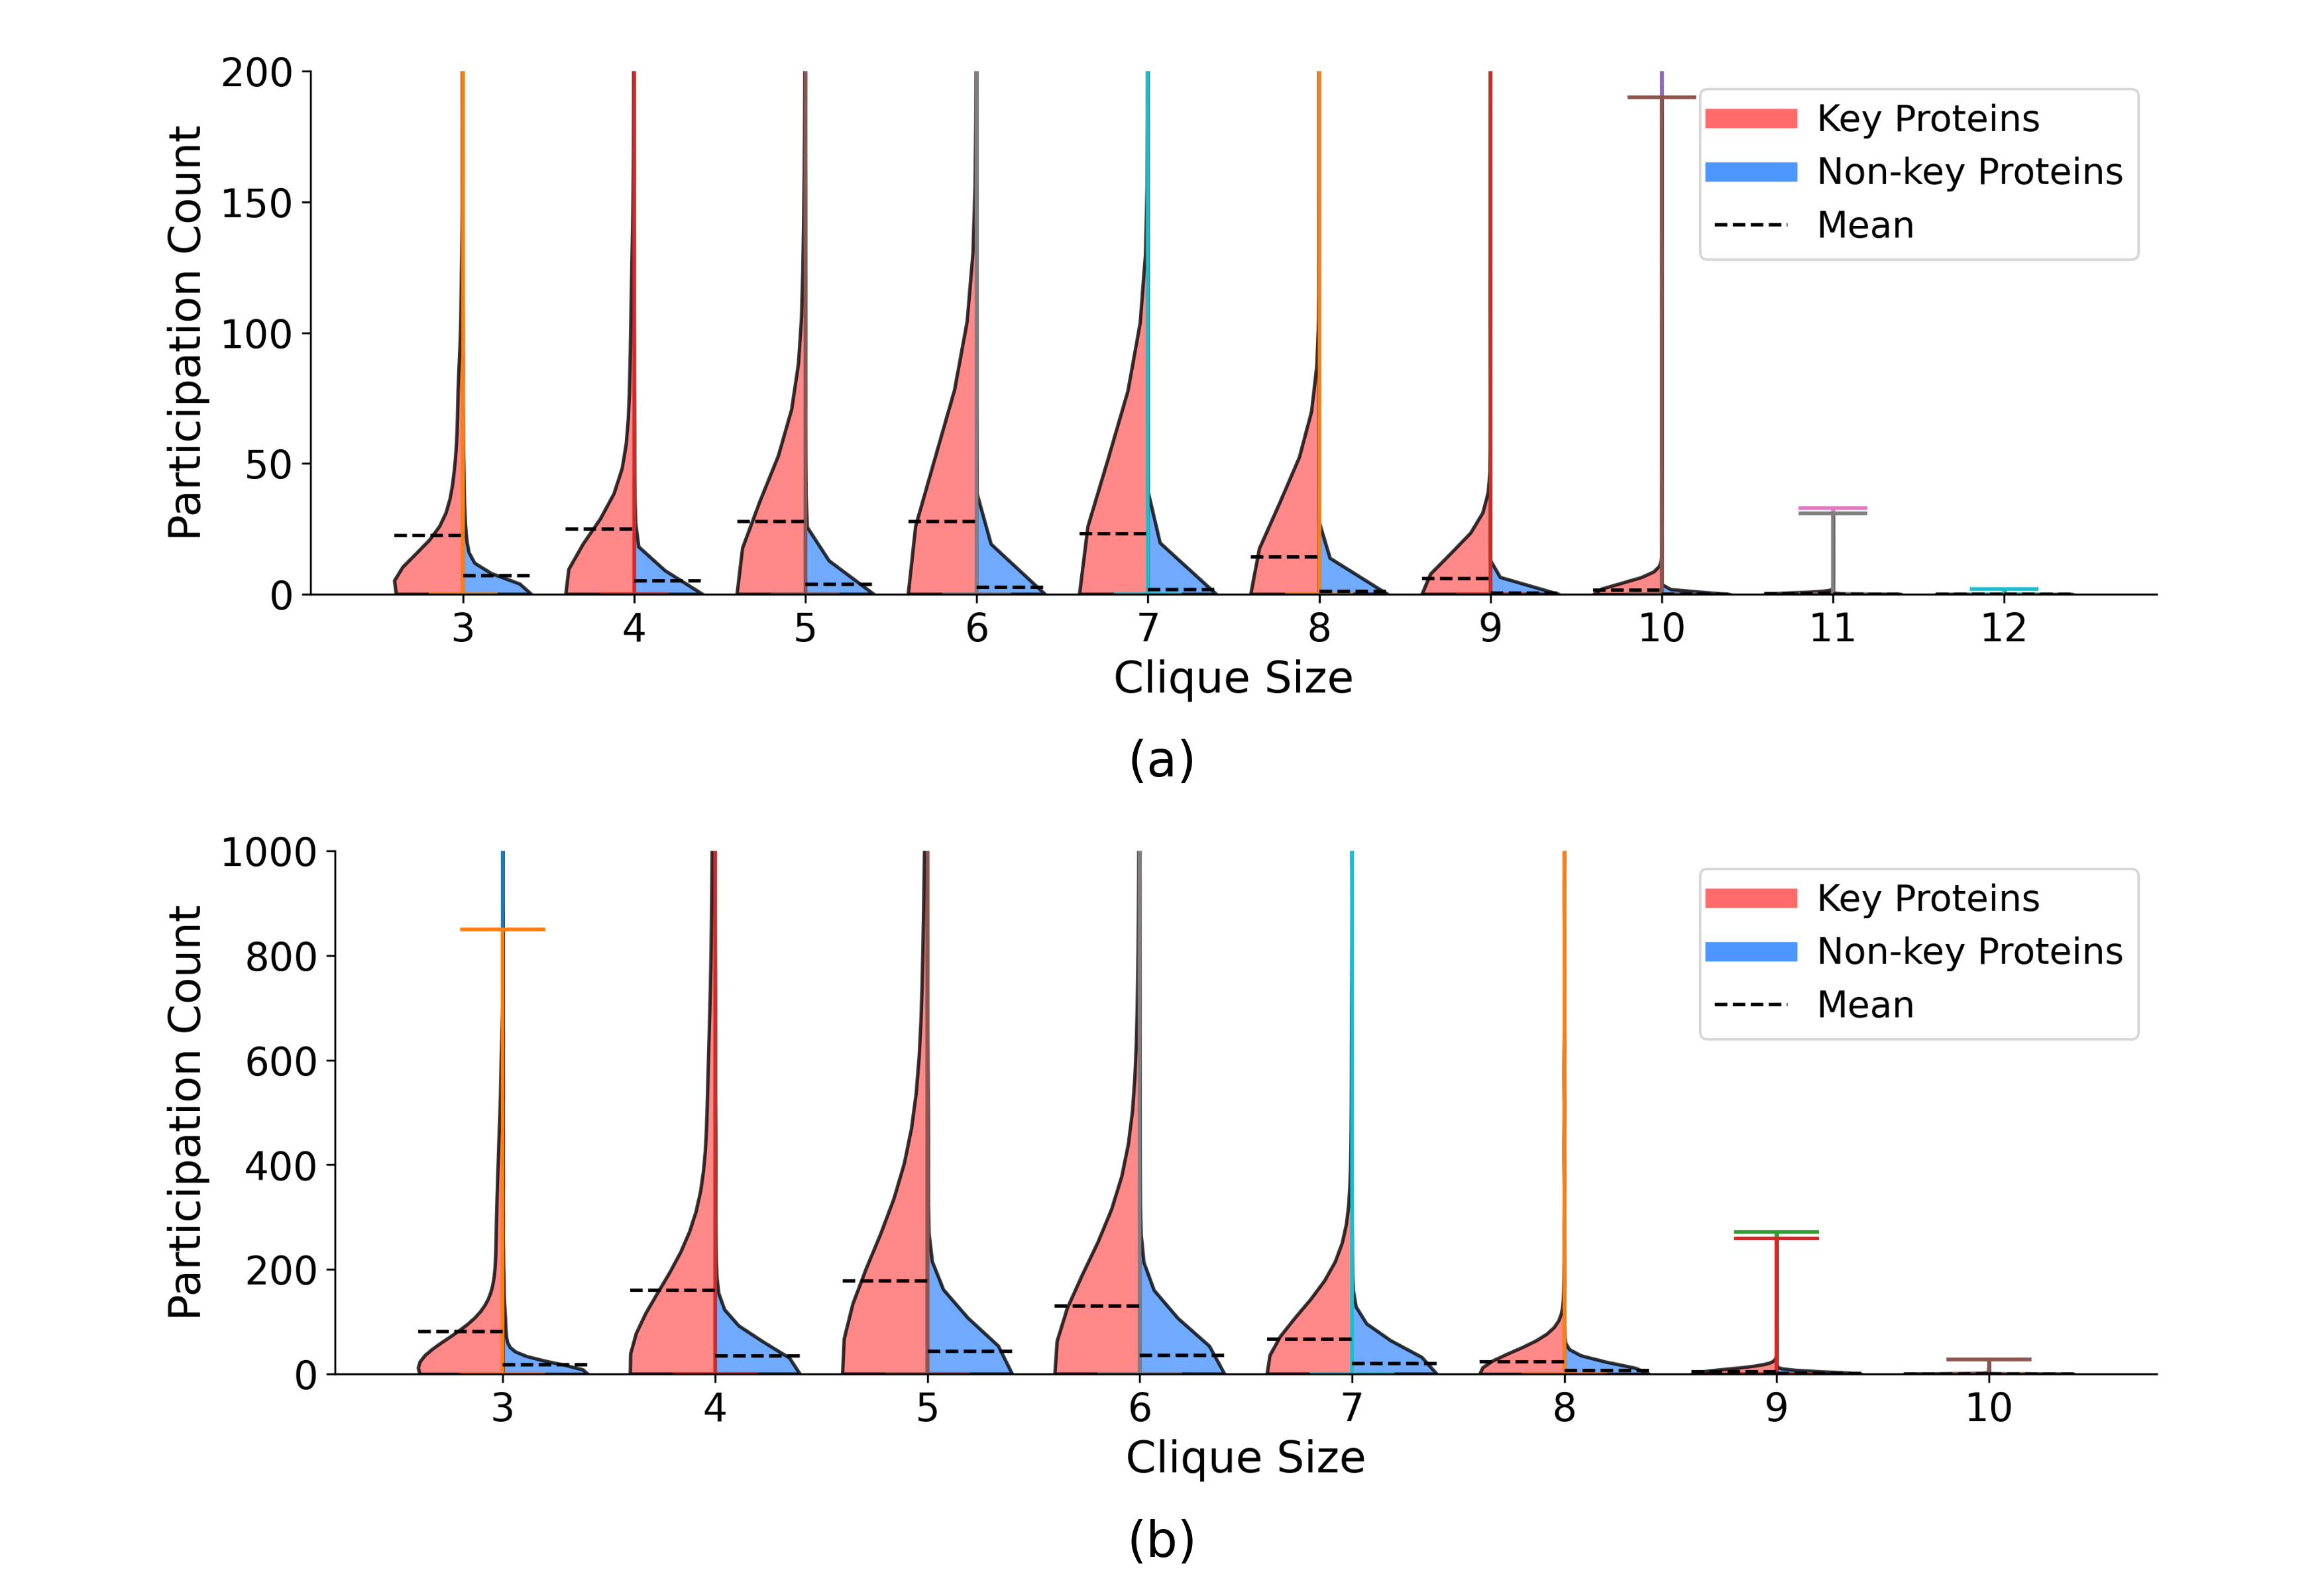 200
150
100
50
0
Participation Count
Key Proteins
Non-key Proteins
Mean
3 4 5 6 7 8 9 10 11 12
Clique Size
(a)
1000
800
600
400
200
0
Participation Count
Key Proteins
Non-key Proteins
Mean
3 4 5 6 7 8 9 10
Clique Size
(b)